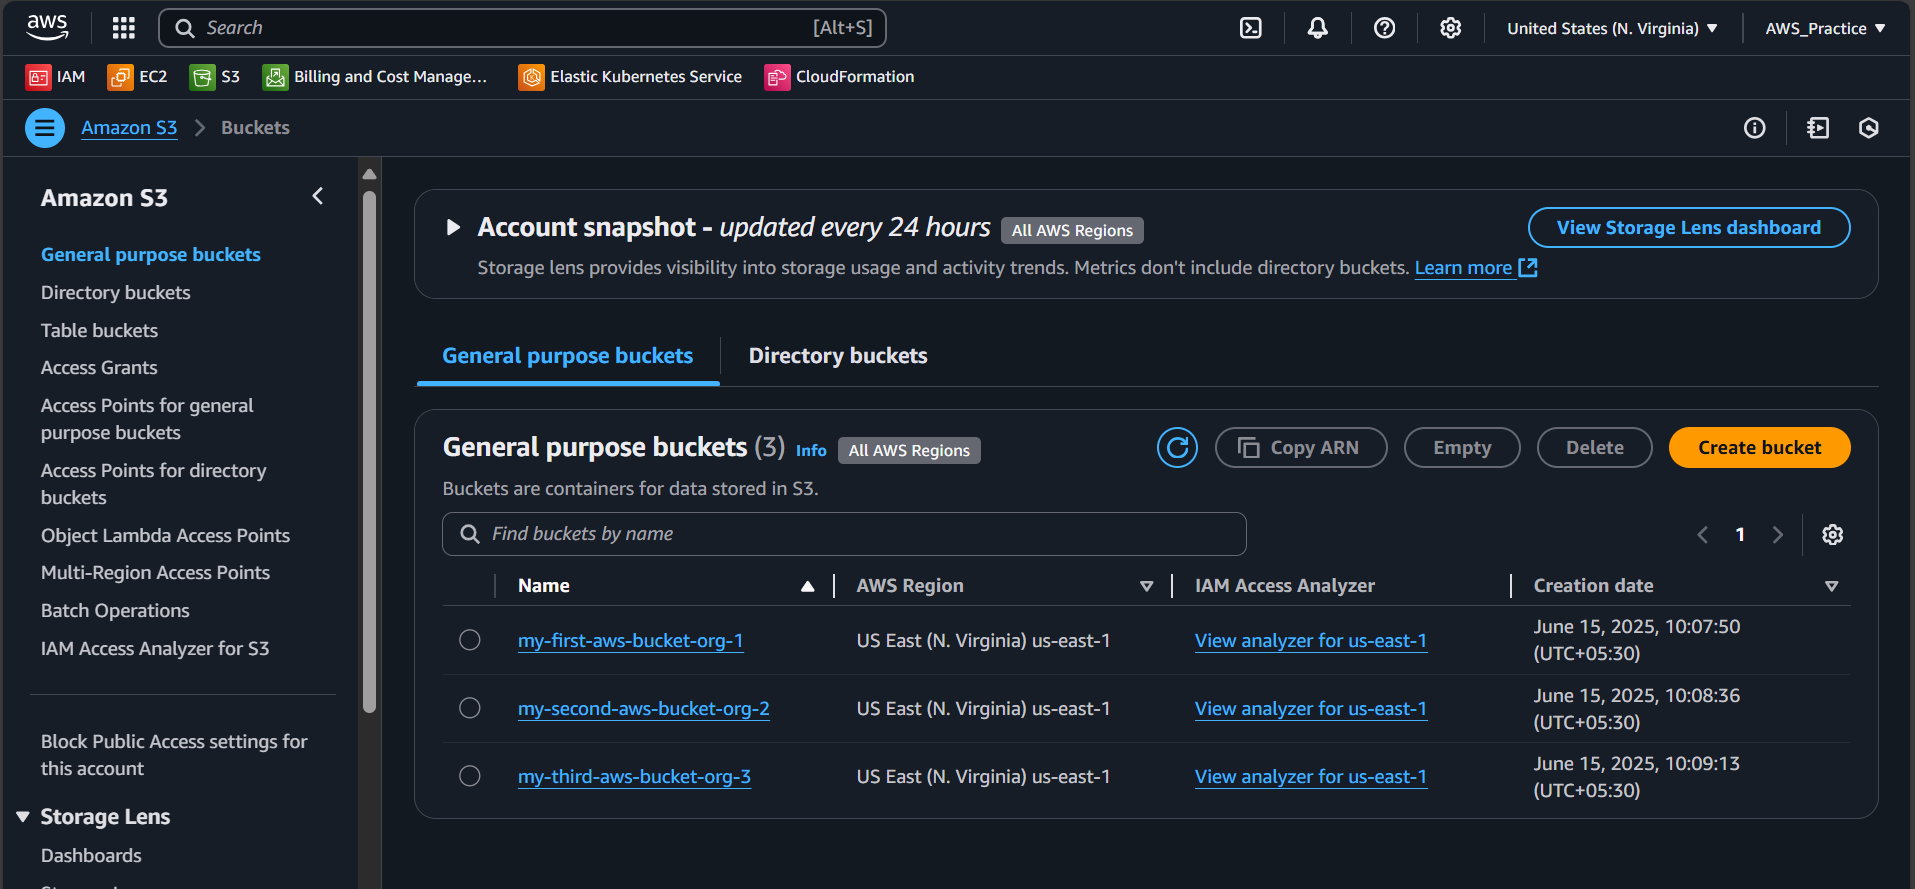 aws
Search [Alt+S]
United States (N. Virginia) ▼
AWS_Practice ▼
IAM
EC2
S3
Billing and Cost Manage...
Elastic Kubernetes Service
CloudFormation
Amazon S3 > Buckets
Amazon S3
General purpose buckets
Directory buckets
Table buckets
Access Grants
Access Points for general
purpose buckets
Access Points for directory
buckets
Object Lambda Access Points
Multi-Region Access Points
Batch Operations
IAM Access Analyzer for S3
Block Public Access settings for
this account
Storage Lens
Dashboards
Account snapshot - updated every 24 hours All AWS Regions
View Storage Lens dashboard
Storage lens provides visibility into storage usage and activity trends. Metrics don't include directory buckets. Learn more
General purpose buckets
Directory buckets
General purpose buckets (3) Info All AWS Regions
Copy ARN
Empty
Delete
Create bucket
Buckets are containers for data stored in S3.
Find buckets by name
1
Name AWS Region IAM Access Analyzer Creation date
my-first-aws-bucket-org-1 US East (N. Virginia) us-east-1 View analyzer for us-east-1 June 15, 2025, 10:07:50
(UTC+05:30)
my-second-aws-bucket-org-2 US East (N. Virginia) us-east-1 View analyzer for us-east-1 June 15, 2025, 10:08:36
(UTC+05:30)
my-third-aws-bucket-org-3 US East (N. Virginia) us-east-1 View analyzer for us-east-1 June 15, 2025, 10:09:13
(UTC+05:30)